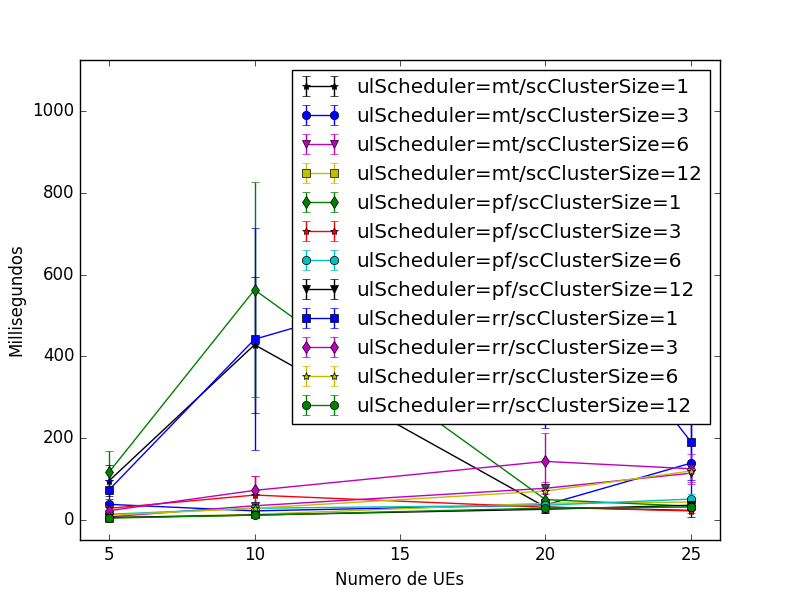 1000
800
600
400
200
0
Millisegundos
ulScheduler=mt/scClusterSize=1
ulScheduler=mt/scClusterSize=3
ulScheduler=mt/scClusterSize=6
ulScheduler=mt/scClusterSize=12
ulScheduler=pf/scClusterSize=1
ulScheduler=pf/scClusterSize=3
ulScheduler=pf/scClusterSize=6
ulScheduler=pf/scClusterSize=12
ulScheduler=rr/scClusterSize=1
ulScheduler=rr/scClusterSize=3
ulScheduler=rr/scClusterSize=6
ulScheduler=rr/scClusterSize=12
5 10 15 20 25
Numero de UEs